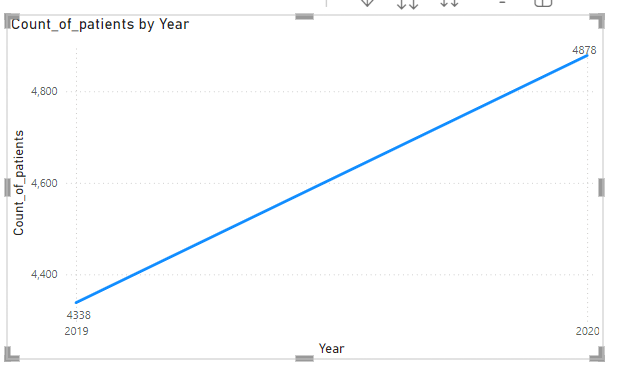 Count_of_patients by Year
4878
4,800
4,600
4,400
Count_of_patients
4338
2019
2020
Year